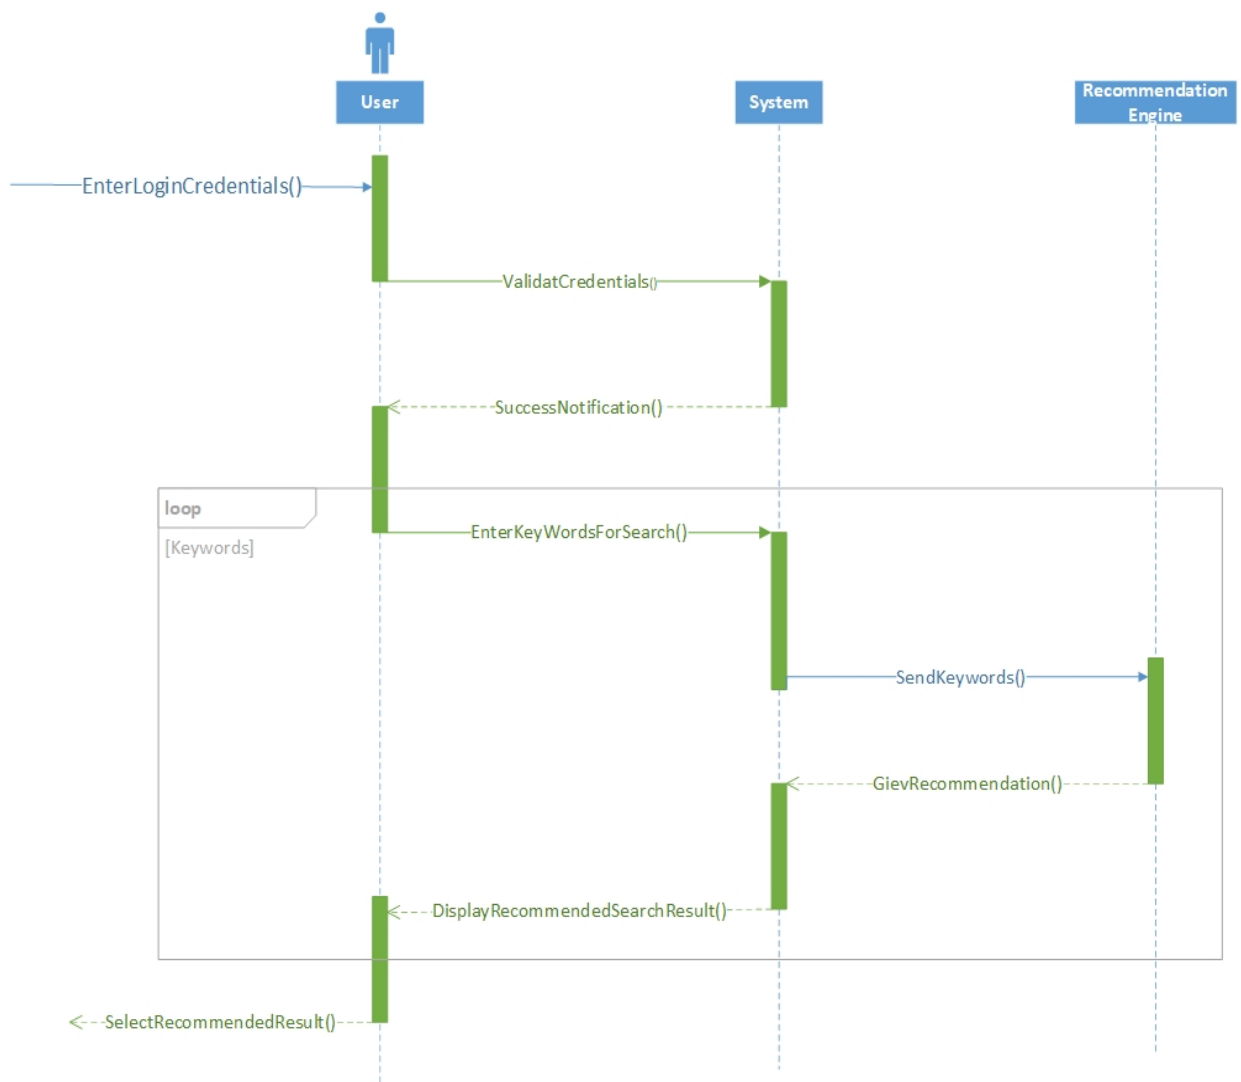 User
System
Recommendation
Engine
EnterLoginCredentials()
ValidatCredentials()
SuccessNotification()
loop
[Keywords]
EnterKeyWordsForSearch()
SendKeywords()
GievRecommendation()
DisplayRecommendedSearchResult()
SelectRecommendedResult()